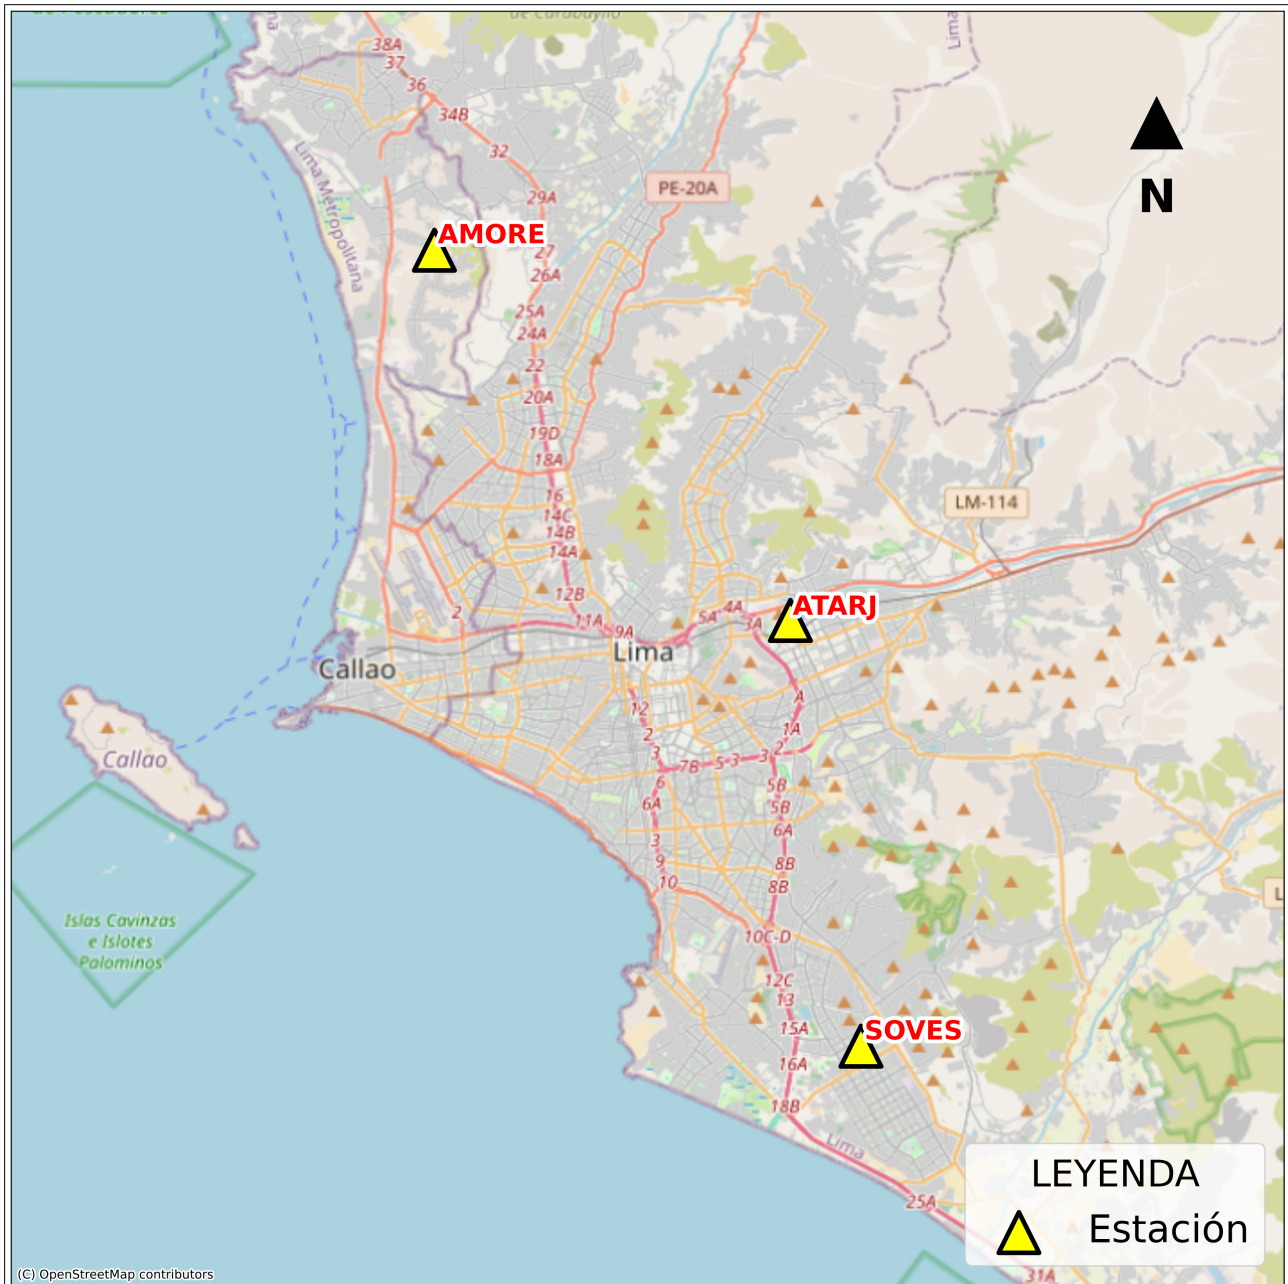 de Carabayllo
38A
37
36
34B
32
29A
27
26A
25A
24A
22
20A
19D
18A
16
14C
14B
14A
12B
11A
9A
Lima Metropolitana
Lima
PE-20A
N
AMORE
LM-114
2
5A
4A
3A
ATARJ
Lima
Callao
Callao
12
2
3
A
1A
2
3
5-3
7B
6
6A
3
9
10
5B
5B
6A
8B
8B
10C-D
12C
13
15A
16A
18B
Islas Cavinzas
e Islotes
Palominos
SOVES
Lima
25A
31A
LEYENDA
Estación
(C) OpenStreetMap contributors